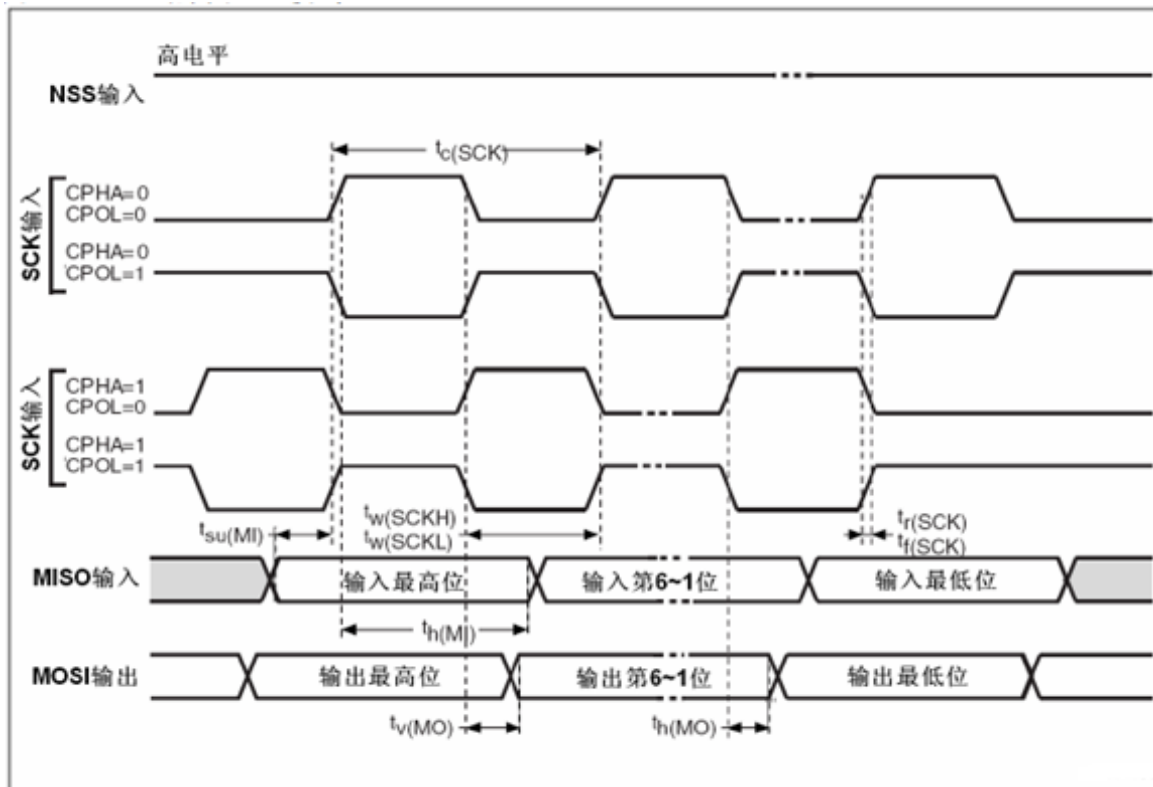 高电平
NSS输入
tc(SCK)
SCK输入
CPHA=0
CPOL=0
CPHA=0
CPOL=1
SCK输入
CPHA=1
CPOL=0
CPHA=1
CPOL=1
tsu(MI)
tw(SCKH)
tw(SCKL)
tr(SCK)
tf(SCK)
MISO输入
输入最高位
输入第6~1位
输入最低位
th(MI)
MOSI输出
输出最高位
输出第6~1位
输出最低位
tv(MO)
th(MO)